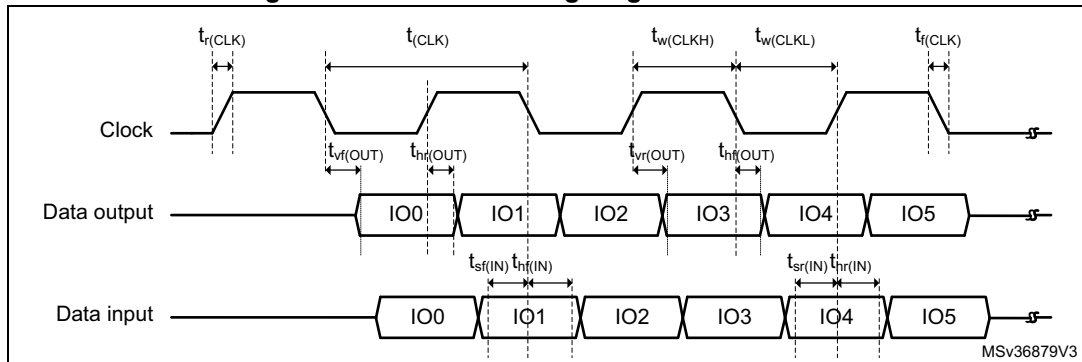 t_r(CLK) t_(CLK) t_w(CLKH) t_w(CLKL) t_f(CLK)
Clock
t_vf(OUT) t_hr(OUT) t_vr(OUT) t_hf(OUT)
Data output IO0 IO1 IO2 IO3 IO4 IO5
t_sf(IN) t_hf(IN) t_sr(IN) t_hr(IN)
Data input IO0 IO1 IO2 IO3 IO4 IO5
MSv36879V3